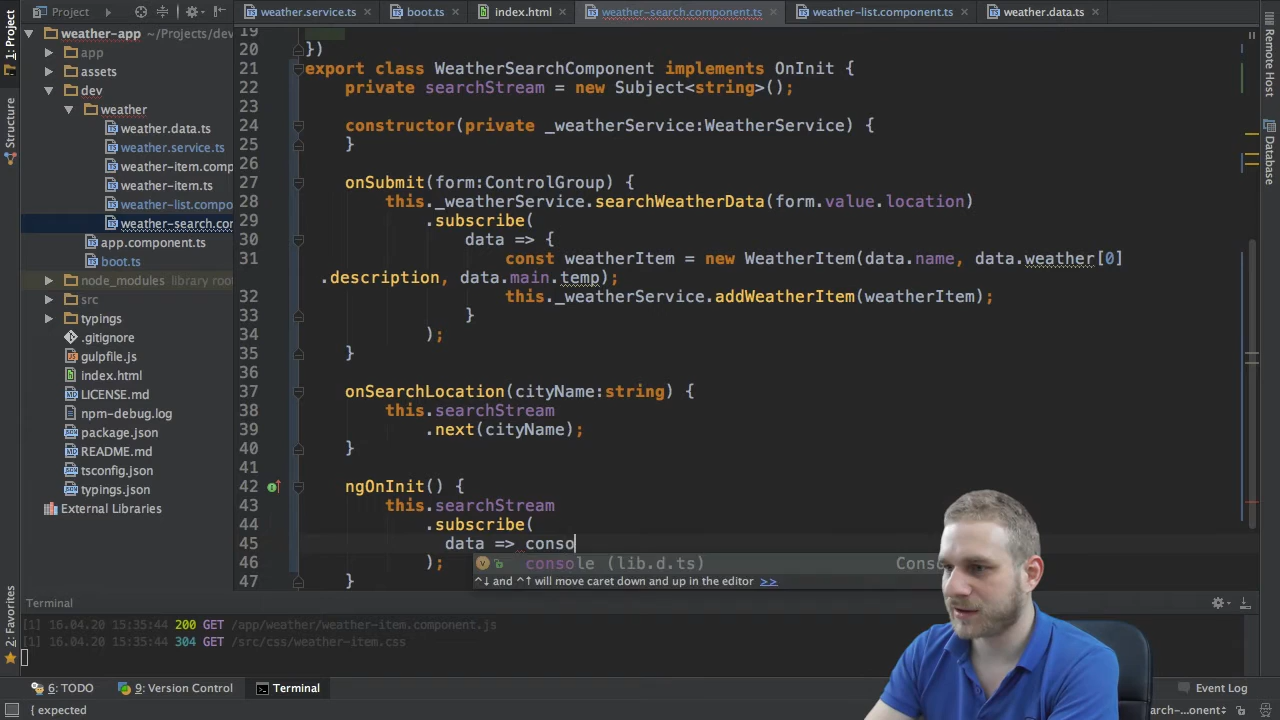 Project
weather.service.ts
boot.ts
index.html
weather-search.component.ts
weather-list.component.ts
weather.data.ts
1: Project
Structure
2: Favorites
Remote Host
Database
weather-app ~/Projects/dev
app
assets
dev
weather
weather.data.ts
weather.service.ts
weather-item.comp
weather-item.ts
weather-list.compo
weather-search.cor
app.component.ts
boot.ts
node_modules library root
src
typings
.gitignore
gulpfile.js
index.html
LICENSE.md
npm-debug.log
package.json
README.md
tsconfig.json
typings.json
External Libraries
19
20 })
21 export class WeatherSearchComponent implements OnInit {
22 private searchStream = new Subject<string>();
23
24 constructor(private _weatherService:WeatherService) {
25 }
26
27 onSubmit(form:ControlGroup) {
28 this._weatherService.searchWeatherData(form.value.location)
29 .subscribe(
30 data => {
31 const weatherItem = new WeatherItem(data.name, data.weather[0]
.description, data.main.temp);
32 this._weatherService.addWeatherItem(weatherItem);
33 }
34 );
35 }
36
37 onSearchLocation(cityName:string) {
38 this.searchStream
39 .next(cityName);
40 }
41
42 ngOnInit() {
43 this.searchStream
44 .subscribe(
45 data => conso
46 );
47 }
console (lib.d.ts) Cons
^↓ and ^↑ will move caret down and up in the editor >>
Terminal
[1] 16.04.20 15:35:44 200 GET /app/weather/weather-item.component.js
[1] 16.04.20 15:35:44 304 GET /src/css/weather-item.css
6: TODO
9: Version Control
Terminal
Event Log
{ expected
arch-...onent